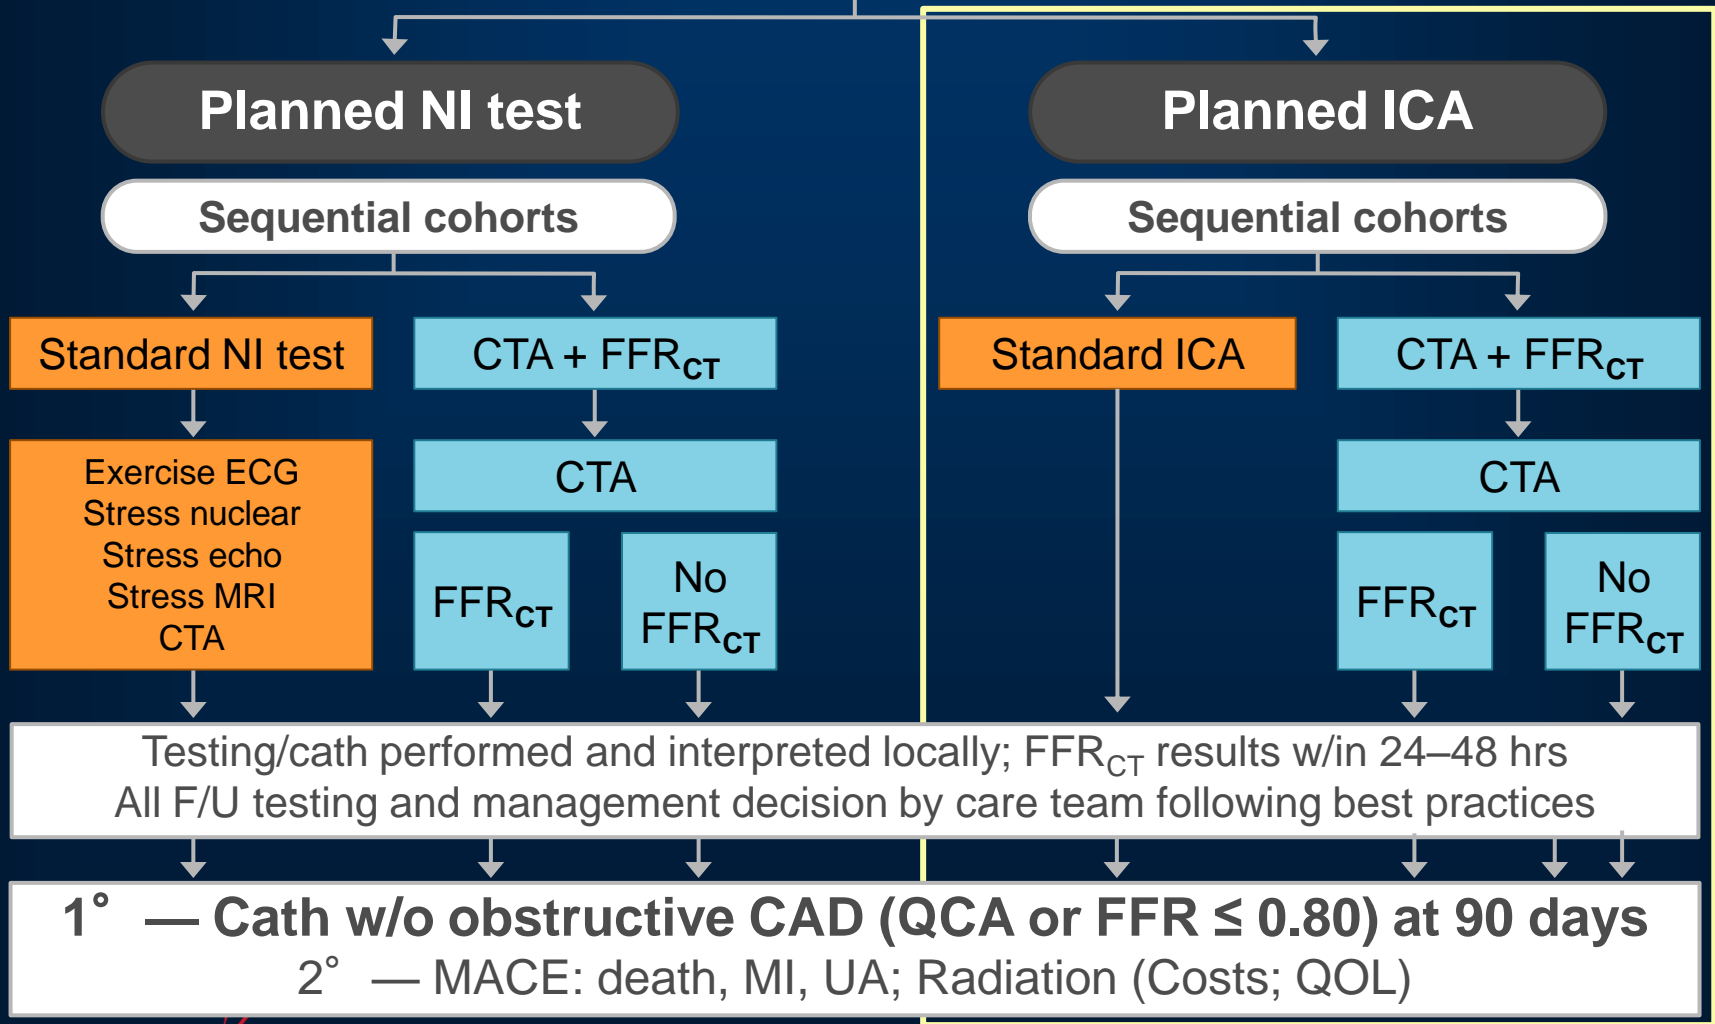 Planned NI test
Planned ICA
Sequential cohorts
Sequential cohorts
Standard NI test
CTA + FFRCT
Standard ICA
CTA + FFRCT
Exercise ECG
Stress nuclear
Stress echo
Stress MRI
CTA
CTA
FFRCT
No
FFRCT
CTA
FFRCT
No
FFRCT
Testing/cath performed and interpreted locally; FFRCT results w/in 24–48 hrs
All F/U testing and management decision by care team following best practices
1° — Cath w/o obstructive CAD (QCA or FFR ≤ 0.80) at 90 days
2° — MACE: death, MI, UA; Radiation (Costs; QOL)